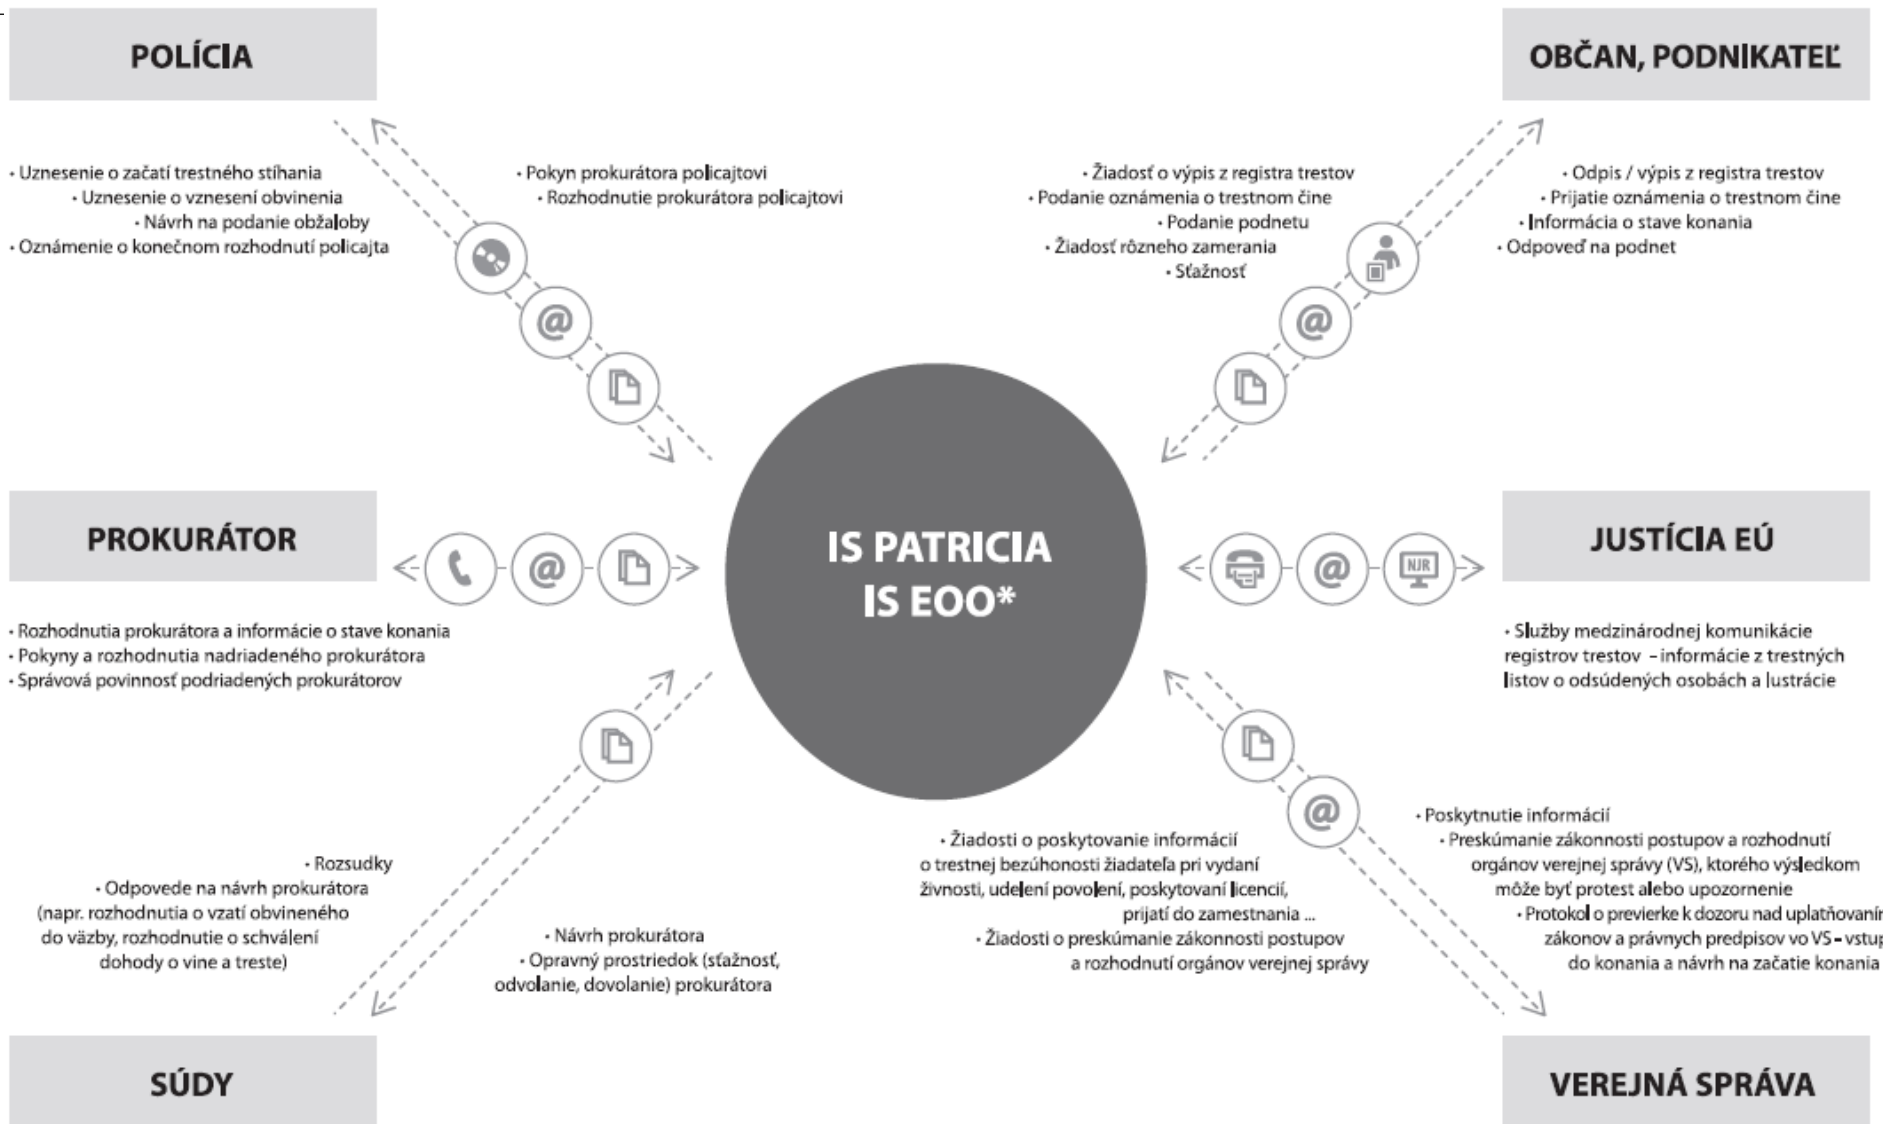 POLÍCIA
• Uznesenie o začatí trestného stíhania
• Uznesenie o vznesení obvinenia
• Návrh na podanie obžaloby
• Oznámenie o konečnom rozhodnutí policajta
• Pokyn prokurátora policajtovi
• Rozhodnutie prokurátora policajtovi
@
OBČAN, PODNIKATEĽ
• Žiadosť o výpis z registra trestov
• Podanie oznámenia o trestnom čine
• Podanie podnetu
• Žiadosť rôzneho zamerania
• Sťažnosť
• Odpis / výpis z registra trestov
• Prijatie oznámenia o trestnom čine
• Informácia o stave konania
• Odpoveď na podnet
@
PROKURÁTOR
@
• Rozhodnutia prokurátora a informácie o stave konania
• Pokyny a rozhodnutia nadriadeného prokurátora
• Správová povinnosť podriadených prokurátorov
IS PATRICIA
IS EOO*
JUSTÍCIA EÚ
@
NJR
• Služby medzinárodnej komunikácie
registrov trestov – informácie z trestných
listov o odsúdených osobách a lustrácie
• Rozsudky
• Odpovede na návrh prokurátora
(napr. rozhodnutia o vzatí obvineného
do väzby, rozhodnutie o schválení
dohody o vine a treste)
• Návrh prokurátora
• Opravný prostriedok (sťažnosť,
odvolanie, dovolanie) prokurátora
SÚDY
@
• Žiadosti o poskytovanie informácií
o trestnej bezúhonosti žiadateľa pri vydaní
živnosti, udelení povolení, poskytovaní licencií,
prijatí do zamestnania ...
• Žiadosti o preskúmanie zákonnosti postupov
a rozhodnutí orgánov verejnej správy
• Poskytnutie informácií
• Preskúmanie zákonnosti postupov a rozhodnutí
orgánov verejnej správy (VS), ktorého výsledkom
môže byť protest alebo upozornenie
• Protokol o previerke k dozoru nad uplatňovaním
zákonov a právnych predpisov vo VS – vstup
do konania a návrh na začatie konania
VEREJNÁ SPRÁVA